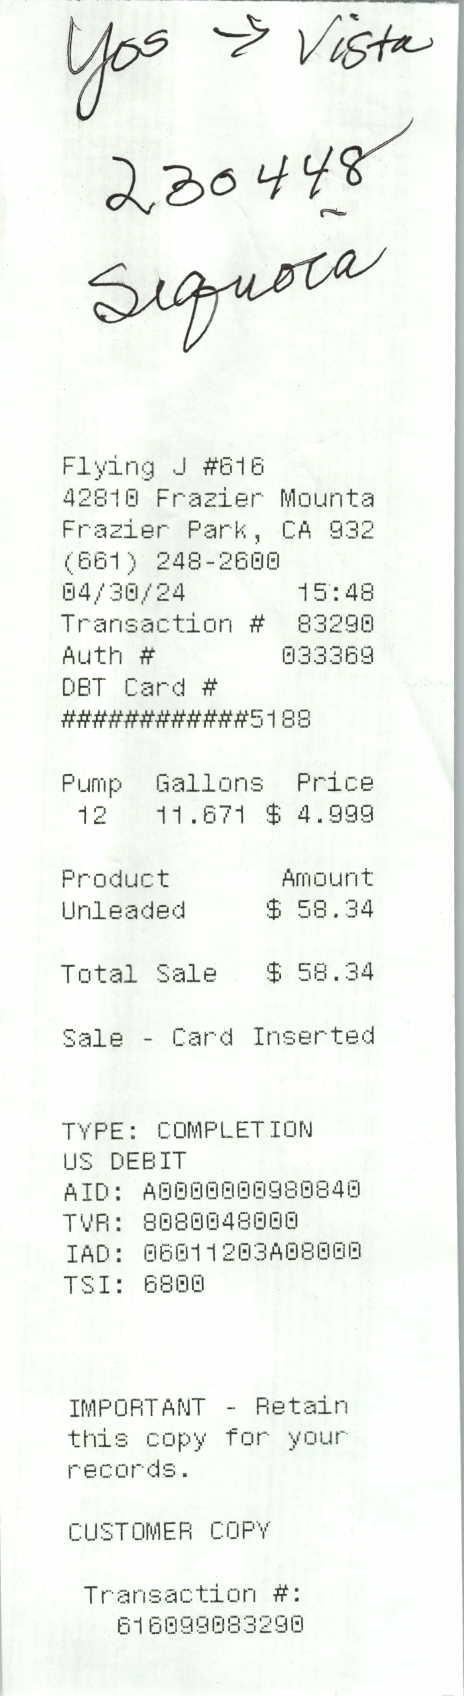 Yos → Vista
230448
Sequoia
Flying J #616
42810 Frazier Mounta
Frazier Park, CA 932
(661) 248-2600
04/30/24 15:48
Transaction # 83290
Auth # 033369
DBT Card #
############5188
Pump Gallons Price
12 11.671 $ 4.999
Product Amount
Unleaded $ 58.34
Total Sale $ 58.34
Sale - Card Inserted
TYPE: COMPLETION
US DEBIT
AID: A0000000980840
TVR: 8080048000
IAD: 06011203A08000
TSI: 6800
IMPORTANT - Retain
this copy for your
records.
CUSTOMER COPY
Transaction #:
616099083290